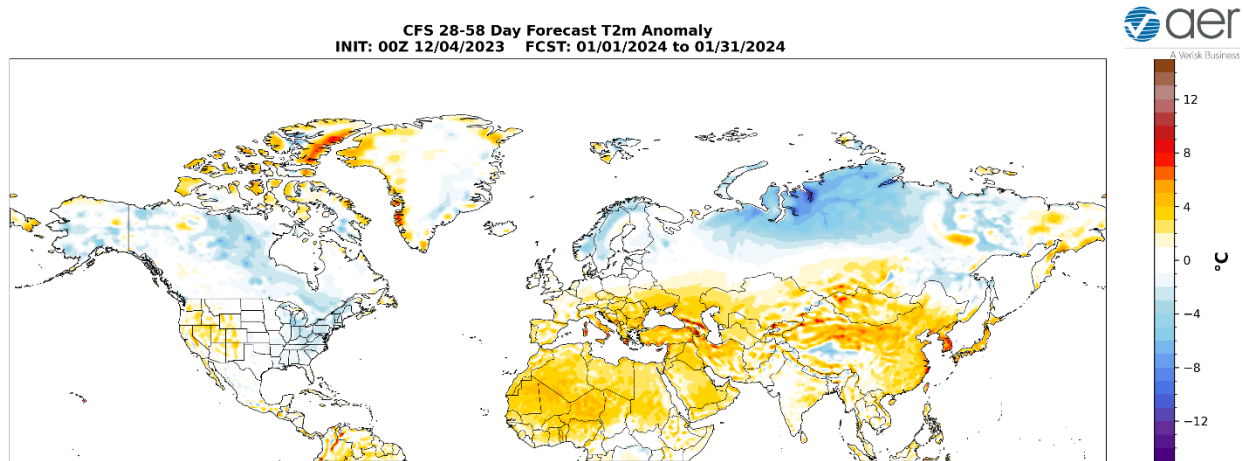 CFS 28-58 Day Forecast T2m Anomaly
INIT: 00Z 12/04/2023 FCST: 01/01/2024 to 01/31/2024
aer
A Verisk Business
12
8
4
0
−4
−8
−12
°C